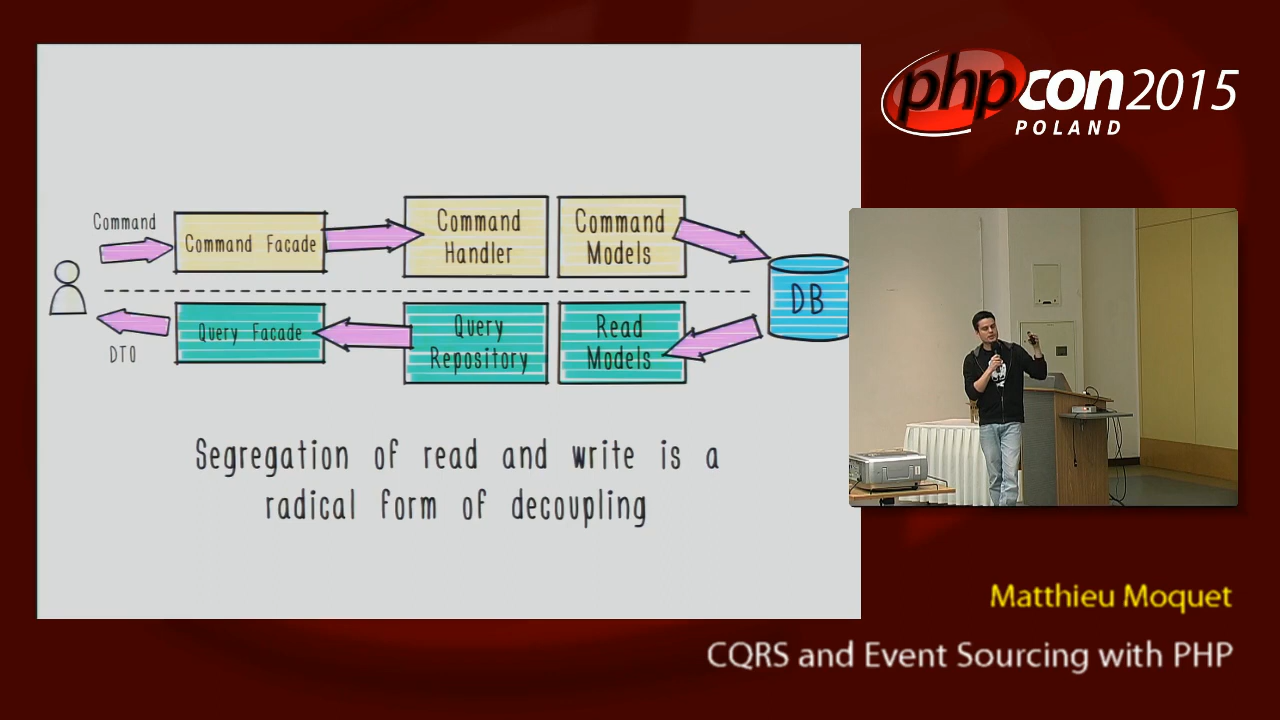 Command
Command Facade
Command
Handler
Command
Models
DB
DTO
Query Facade
Query
Repository
Read
Models
Segregation of read and write is a
radical form of decoupling
phpcon2015
POLAND
Matthieu Moquet
CQRS and Event Sourcing with PHP